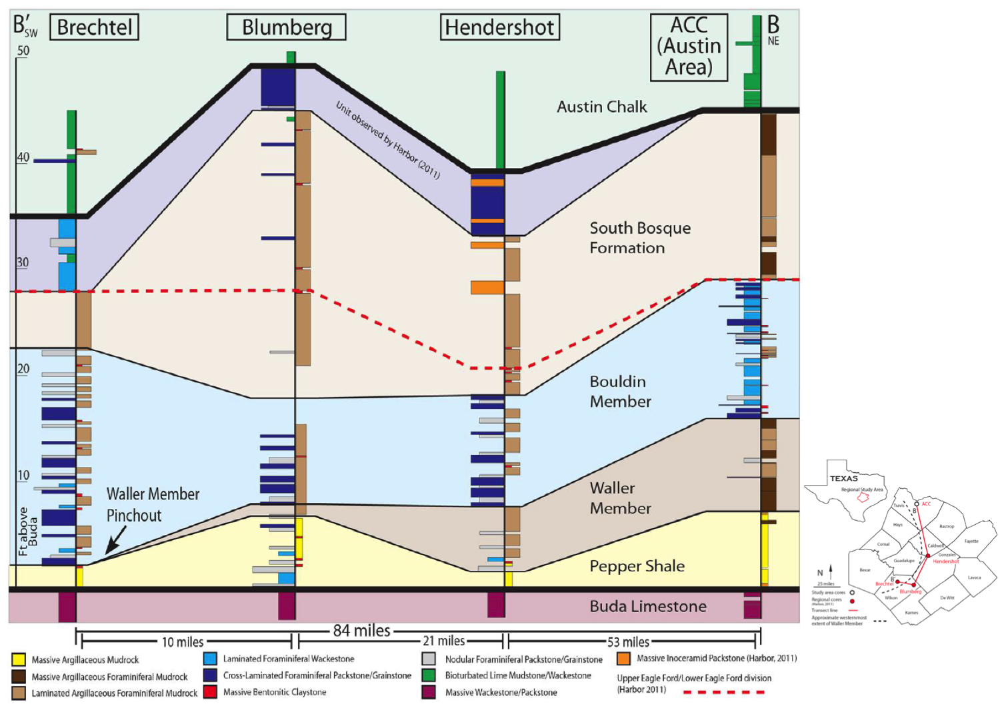 B′ SW
Brechtel
Blumberg
Hendershot
ACC
(Austin
Area)
B
NE
50
40
30
20
10
Ft above
Buda
Unit observed by Harbor (2011)
Austin Chalk
South Bosque
Formation
Bouldin
Member
Waller Member
Pinchout
Waller
Member
Pepper Shale
Buda Limestone
84 miles
10 miles
21 miles
53 miles
Massive Argillaceous Mudrock
Massive Argillaceous Foraminiferal Mudrock
Laminated Argillaceous Foraminiferal Mudrock
Laminated Foraminiferal Wackestone
Cross-Laminated Foraminiferal Packstone/Grainstone
Massive Bentonitic Claystone
Nodular Foraminiferal Packstone/Grainstone
Bioturbated Lime Mudstone/Wackestone
Massive Wackestone/Packstone
Massive Inoceramid Packstone (Harbor, 2011)
Upper Eagle Ford/Lower Eagle Ford division
(Harbor 2011)
TEXAS
Regional Study Area
Travis
ACC
B
Hays
Bastrop
Comal
Caldwell
Fayette
Guadalupe
Gonzales
Hendershot
Bexar
Lavaca
B'
Brechtel
Blumberg
Wilson
De Witt
Karnes
N
25 miles
Study area cores
Regional cores
(Harbor, 2011)
Transect line
Approximate westernmost
extent of Waller Member